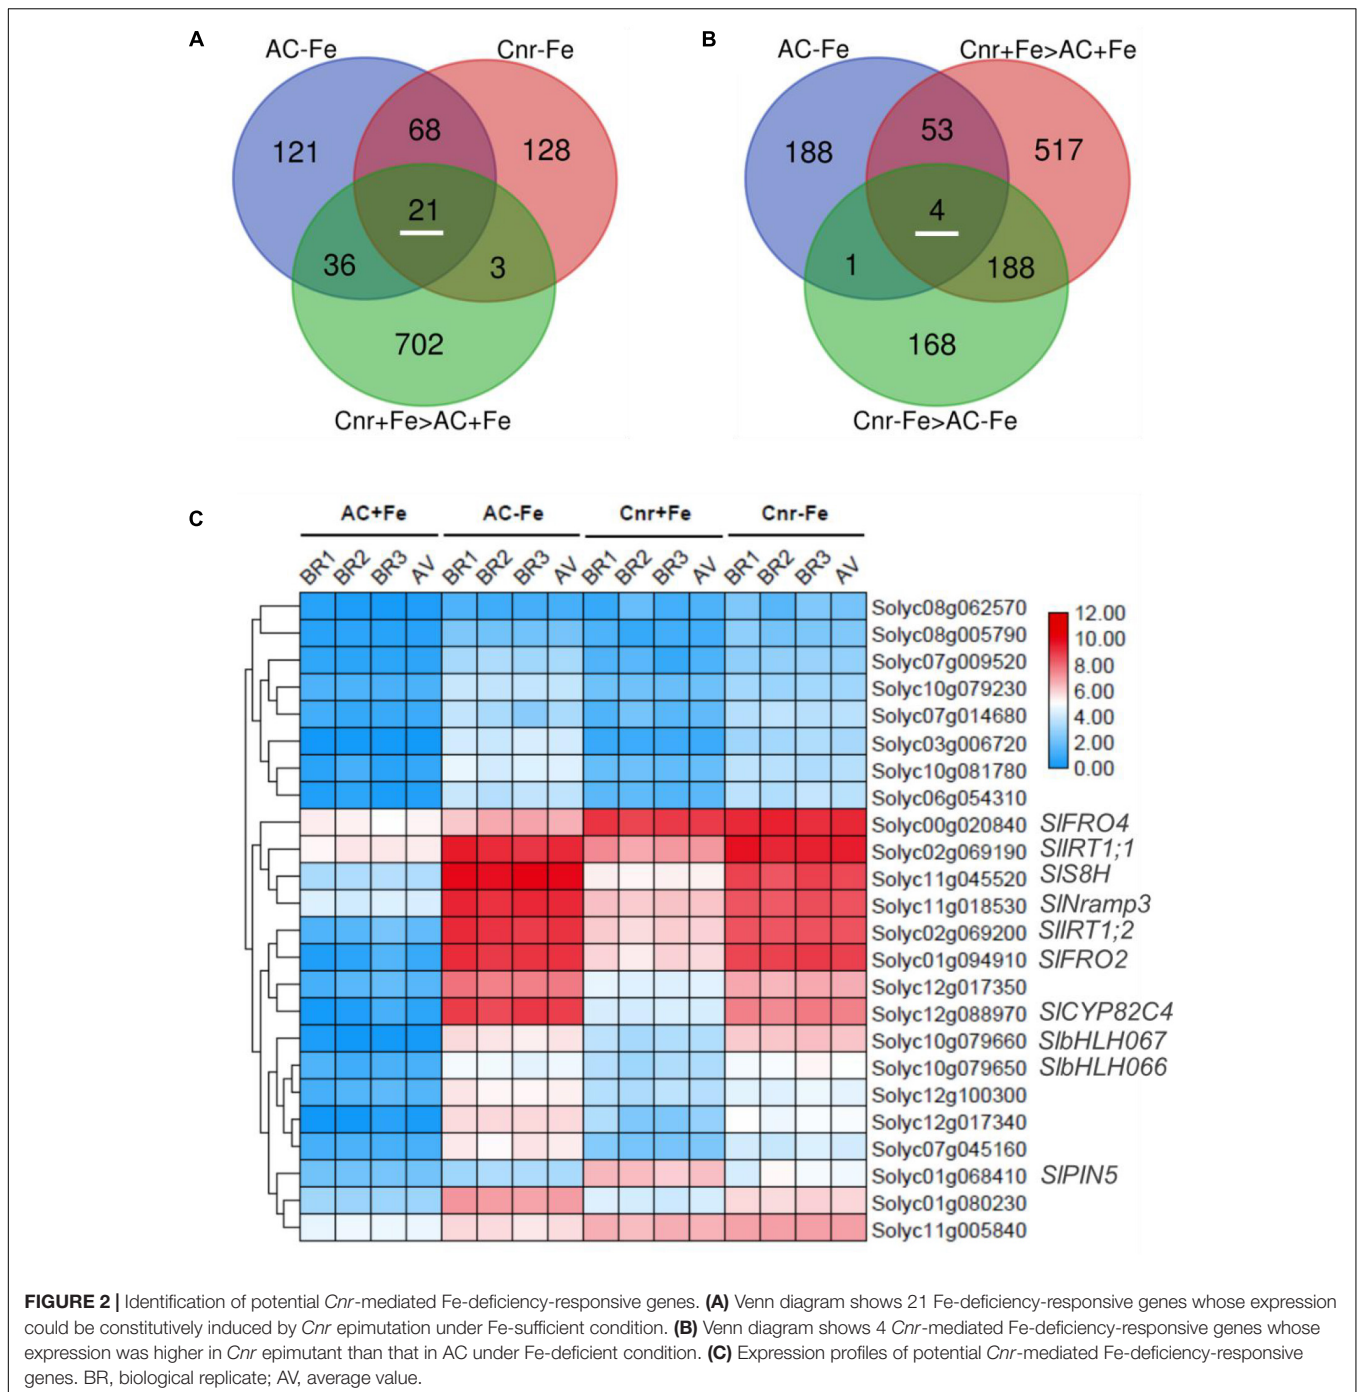 A
AC-Fe
Cnr-Fe
121
68
128
21
36
3
702
Cnr+Fe>AC+Fe
B
AC-Fe
Cnr+Fe>AC+Fe
188
53
517
4
1
188
168
Cnr-Fe>AC-Fe
C
AC+Fe AC-Fe Cnr+Fe Cnr-Fe
BR1 BR2 BR3 AV BR1 BR2 BR3 AV BR1 BR2 BR3 AV BR1 BR2 BR3 AV
Solyc08g062570
Solyc08g005790
Solyc07g009520
Solyc10g079230
Solyc07g014680
Solyc03g006720
Solyc10g081780
Solyc06g054310
Solyc00g020840 SlFRO4
Solyc02g069190 SlIRT1;1
Solyc11g045520 SlS8H
Solyc11g018530 SlNramp3
Solyc02g069200 SlIRT1;2
Solyc01g094910 SlFRO2
Solyc12g017350
Solyc12g088970 SlCYP82C4
Solyc10g079660 SlbHLH067
Solyc10g079650 SlbHLH066
Solyc12g100300
Solyc12g017340
Solyc07g045160
Solyc01g068410 SlPIN5
Solyc01g080230
Solyc11g005840
12.00
10.00
8.00
6.00
4.00
2.00
0.00
FIGURE 2 | Identification of potential Cnr-mediated Fe-deficiency-responsive genes. (A) Venn diagram shows 21 Fe-deficiency-responsive genes whose expression
could be constitutively induced by Cnr epimutation under Fe-sufficient condition. (B) Venn diagram shows 4 Cnr-mediated Fe-deficiency-responsive genes whose
expression was higher in Cnr epimutant than that in AC under Fe-deficient condition. (C) Expression profiles of potential Cnr-mediated Fe-deficiency-responsive
genes. BR, biological replicate; AV, average value.